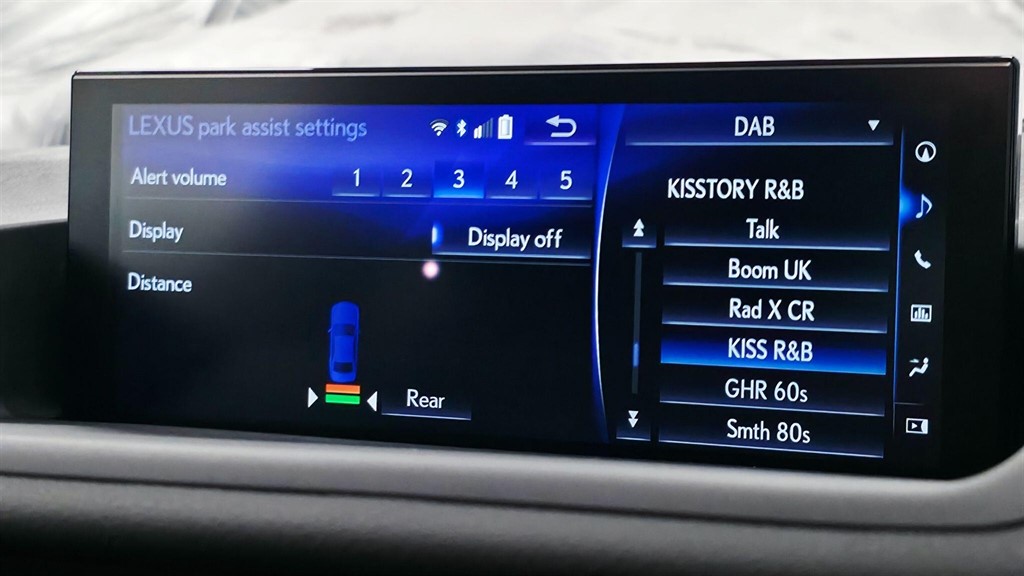 LEXUS park assist settings
Alert volume 1 2 3 4 5
Display Display off
Distance
Rear
DAB
KISSTORY R&B
Talk
Boom UK
Rad X CR
KISS R&B
GHR 60s
Smth 80s